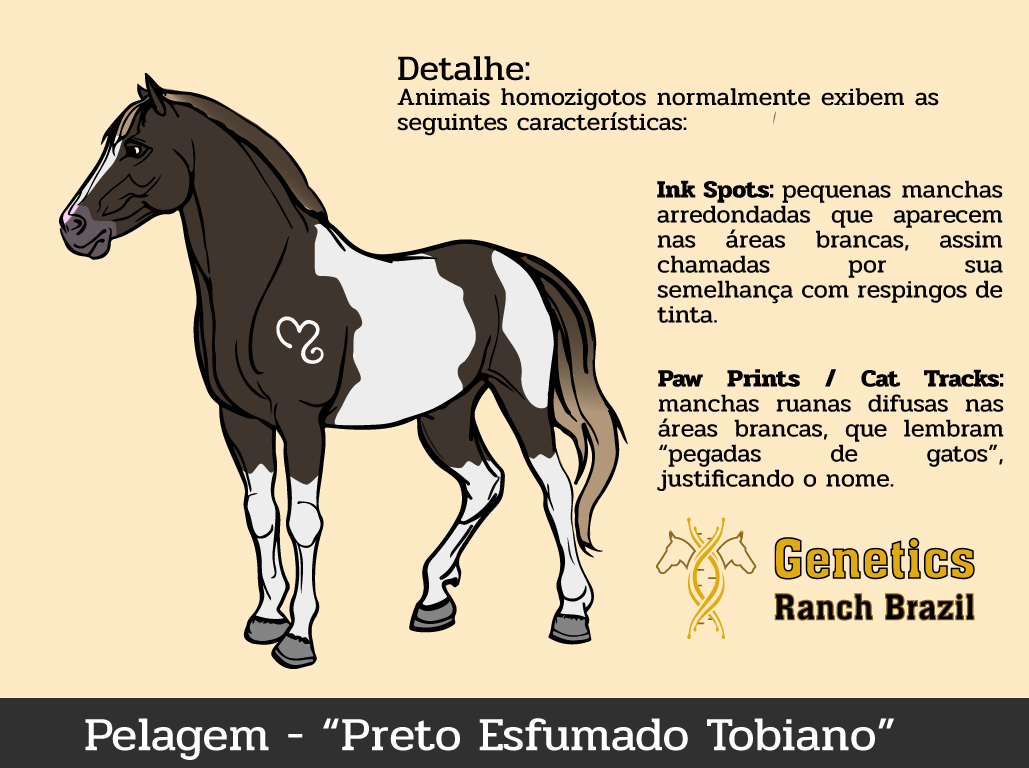 Detalhe:
Animais homozigotos normalmente exibem as
seguintes características:
Ink Spots: pequenas manchas
arredondadas que aparecem
nas áreas brancas, assim
chamadas por sua
semelhança com respingos de
tinta.
Paw Prints / Cat Tracks:
manchas ruanas difusas nas
áreas brancas, que lembram
“pegadas de gatos”,
justificando o nome.
Genetics
Ranch Brazil
Pelagem - “Preto Esfumado Tobiano”